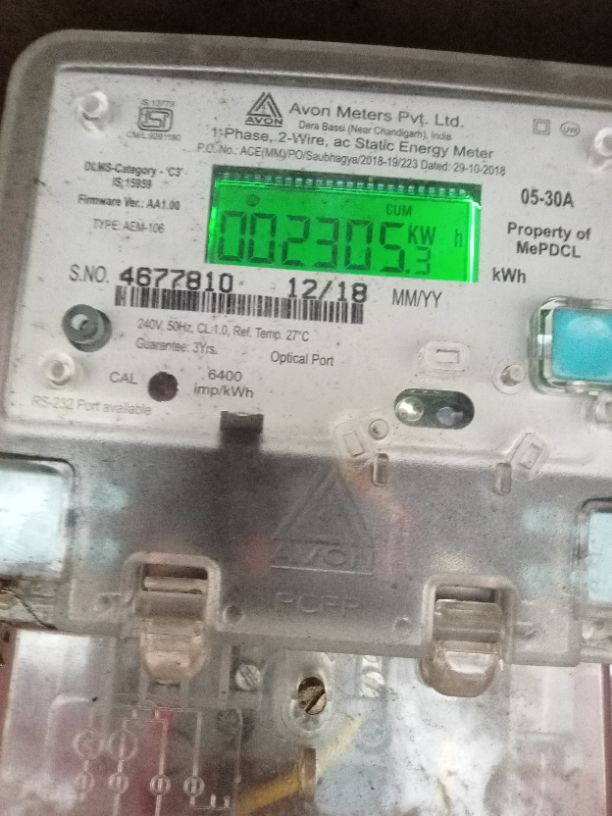 IS:13779
ISI
CM/L:9261180
AVON
Avon Meters Pvt. Ltd.
Dera Bassi (Near Chandigarh), India
1-Phase, 2-Wire, ac Static Energy Meter
P.O. No.: ACE(MM)/PO/Saubhagya/2018-19/223 Dated: 29-10-2018
DLMS-Category - 'C3'
IS:15959
Firmware Ver.: AA1.00
TYPE: AEM-106
CUM
002305.3 KW h
05-30A
Property of
MePDCL
kWh
S.NO. 4677810 12/18 MM/YY
240V, 50Hz, CL:1.0, Ref. Temp. 27°C
Guarantee: 3Yrs.
Optical Port
CAL
6400
imp/kWh
RS-232 Port available
AVON